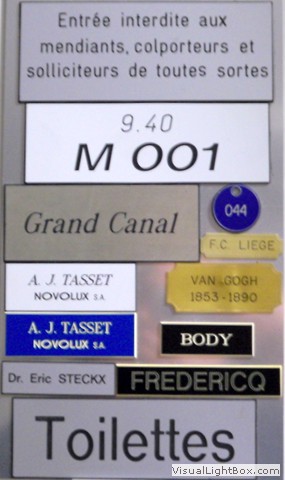 Entrée interdite aux
mendiants, colporteurs et
solliciteurs de toutes sortes
9.40
M 001
Grand Canal
044
F.C. LIEGE
A. J. TASSET
NOVOLUX S.A.
VAN GOGH
1853-1890
A. J. TASSET
NOVOLUX S.A.
BODY
Dr. Eric STECKX
FREDERICQ
Toilettes
VisualLightBox.com